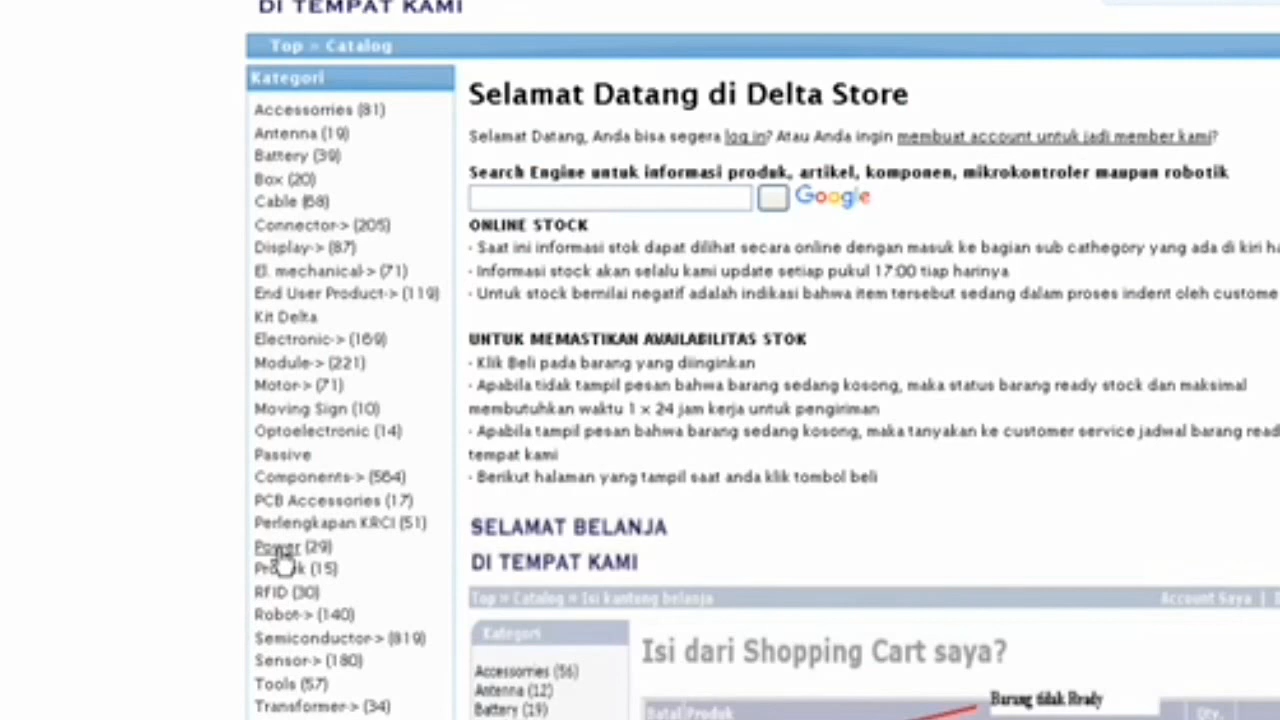 DI TEMPAT KAMI
Top » Catalog
Kategori
Accessorries (81)
Antenna (19)
Battery (39)
Box (20)
Cable (68)
Connector-> (205)
Display-> (87)
El. mechanical-> (71)
End User Product-> (119)
Kit Delta
Electronic-> (169)
Module-> (221)
Motor-> (71)
Moving Sign (10)
Optoelectronic (14)
Passive
Components-> (564)
PCB Accessories (17)
Perlengkapan KRCI (51)
Power (29)
(15)
RFID (30)
Robot-> (140)
Semiconductor-> (819)
Sensor-> (180)
Tools (57)
Transformer-> (34)
Selamat Datang di Delta Store
Selamat Datang, Anda bisa segera log in? Atau Anda ingin membuat account untuk jadi member kami?
Search Engine untuk informasi produk, artikel, komponen, mikrokontroler maupun robotik
Google
ONLINE STOCK
- Saat ini informasi stok dapat dilihat secara online dengan masuk ke bagian sub cathegory yang ada di kiri ha
- Informasi stock akan selalu kami update setiap pukul 17:00 tiap harinya
- Untuk stock bernilai negatif adalah indikasi bahwa item tersebut sedang dalam proses indent oleh custome
UNTUK MEMASTIKAN AVAILABILITAS STOK
- Klik Beli pada barang yang diinginkan
- Apabila tidak tampil pesan bahwa barang sedang kosong, maka status barang ready stock dan maksimal
membutuhkan waktu 1 x 24 jam kerja untuk pengiriman
- Apabila tampil pesan bahwa barang sedang kosong, maka tanyakan ke customer service jadwal barang read
tempat kami
- Berikut halaman yang tampil saat anda klik tombol beli
SELAMAT BELANJA
DI TEMPAT KAMI
Top » Catalog » Isi kantong belanja
Account Saya |
Kategori
Accessorries (56)
Antenna (12)
Battery (19)
Isi dari Shopping Cart saya?
Barang tidak Ready
Batal Produk
Qty.